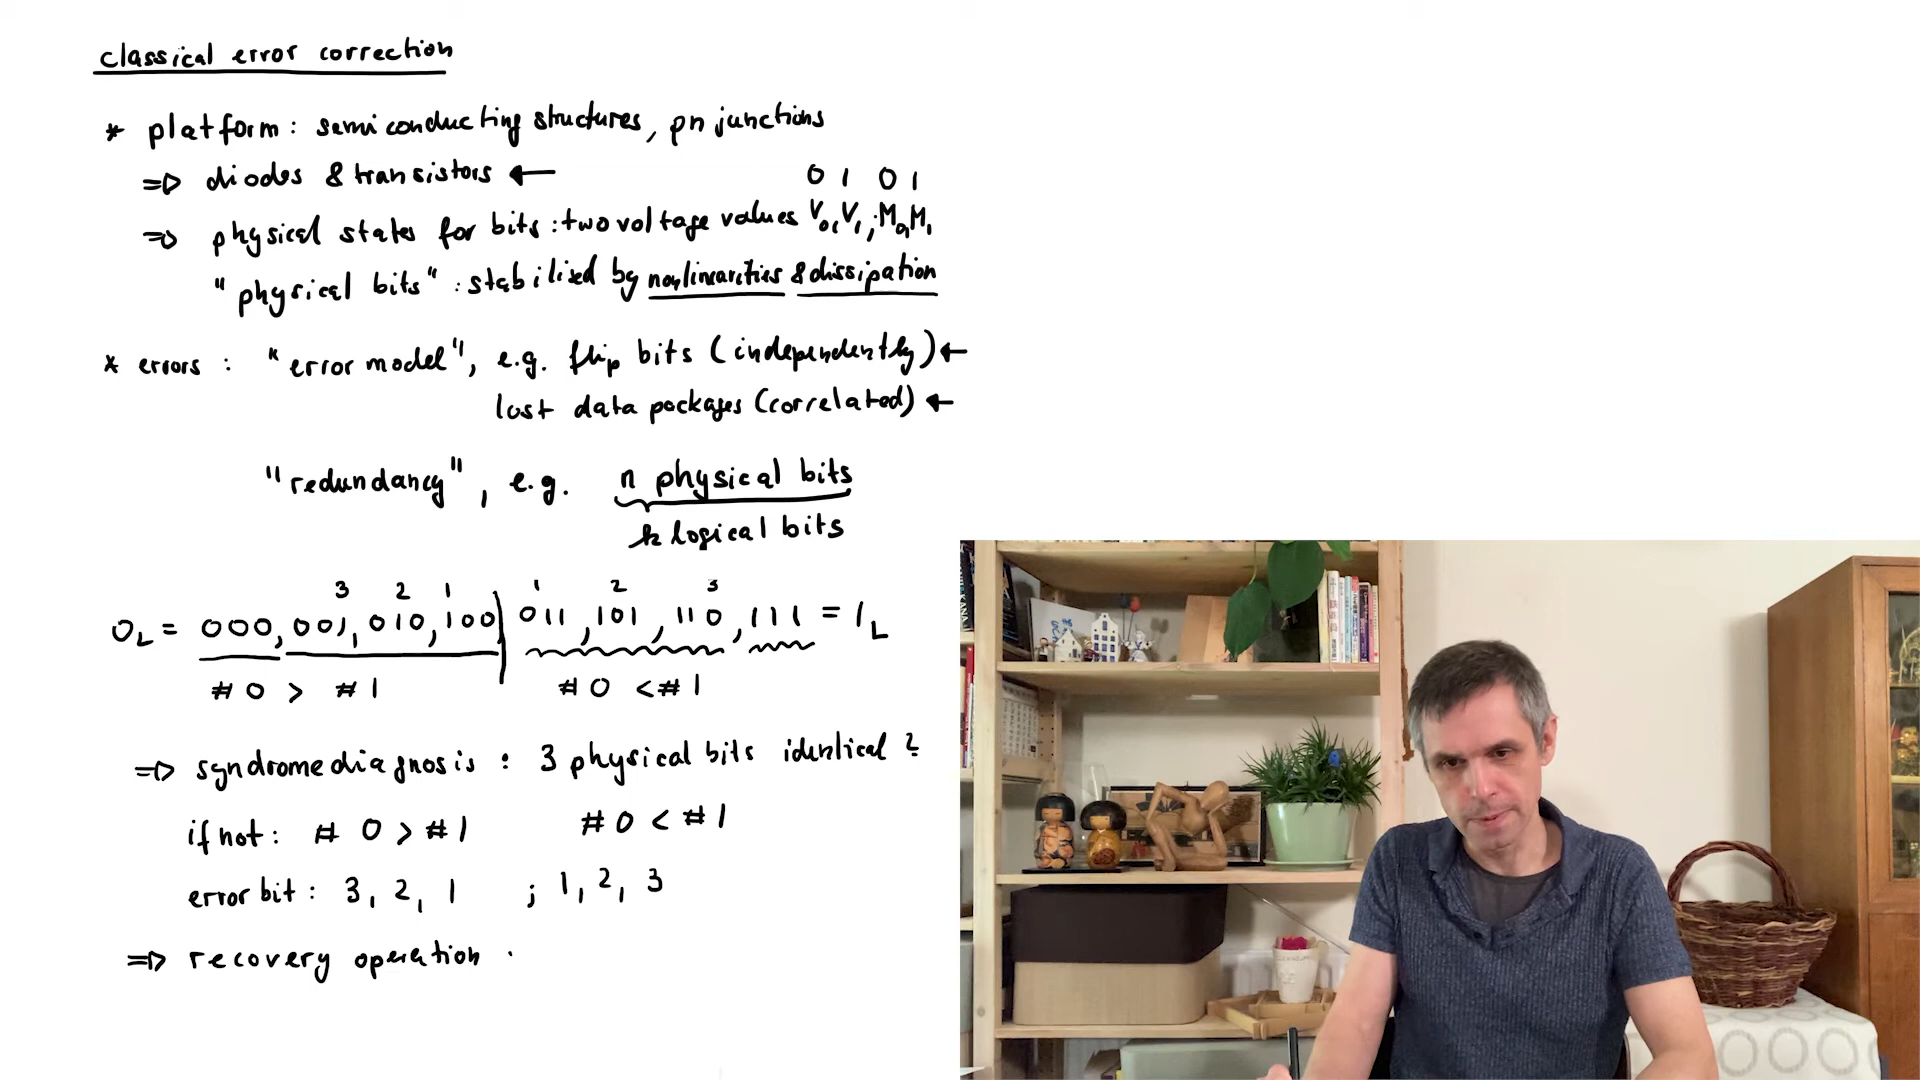 classical error correction
* platform: semiconducting structures, pn junctions
⇒ diodes & transistors ←
0 1 0 1
⇒ physical states for bits: two voltage values V₀, V₁; M₀, M₁
"physical bits": stabilized by nonlinearities & dissipation
* errors: "error model", e.g. flip bits (independently) ←
lost data packages (correlated) ←
"redundancy", e.g. n physical bits
k logical bits
3 2 1 1 2 3
0_L = 000, 001, 010, 100 | 011, 101, 110, 111 = 1_L
# 0 > # 1 # 0 < # 1
⇒ syndrome diagnosis: 3 physical bits identical?
if not: # 0 > # 1 # 0 < # 1
error bit: 3, 2, 1 ; 1, 2, 3
⇒ recovery operation .